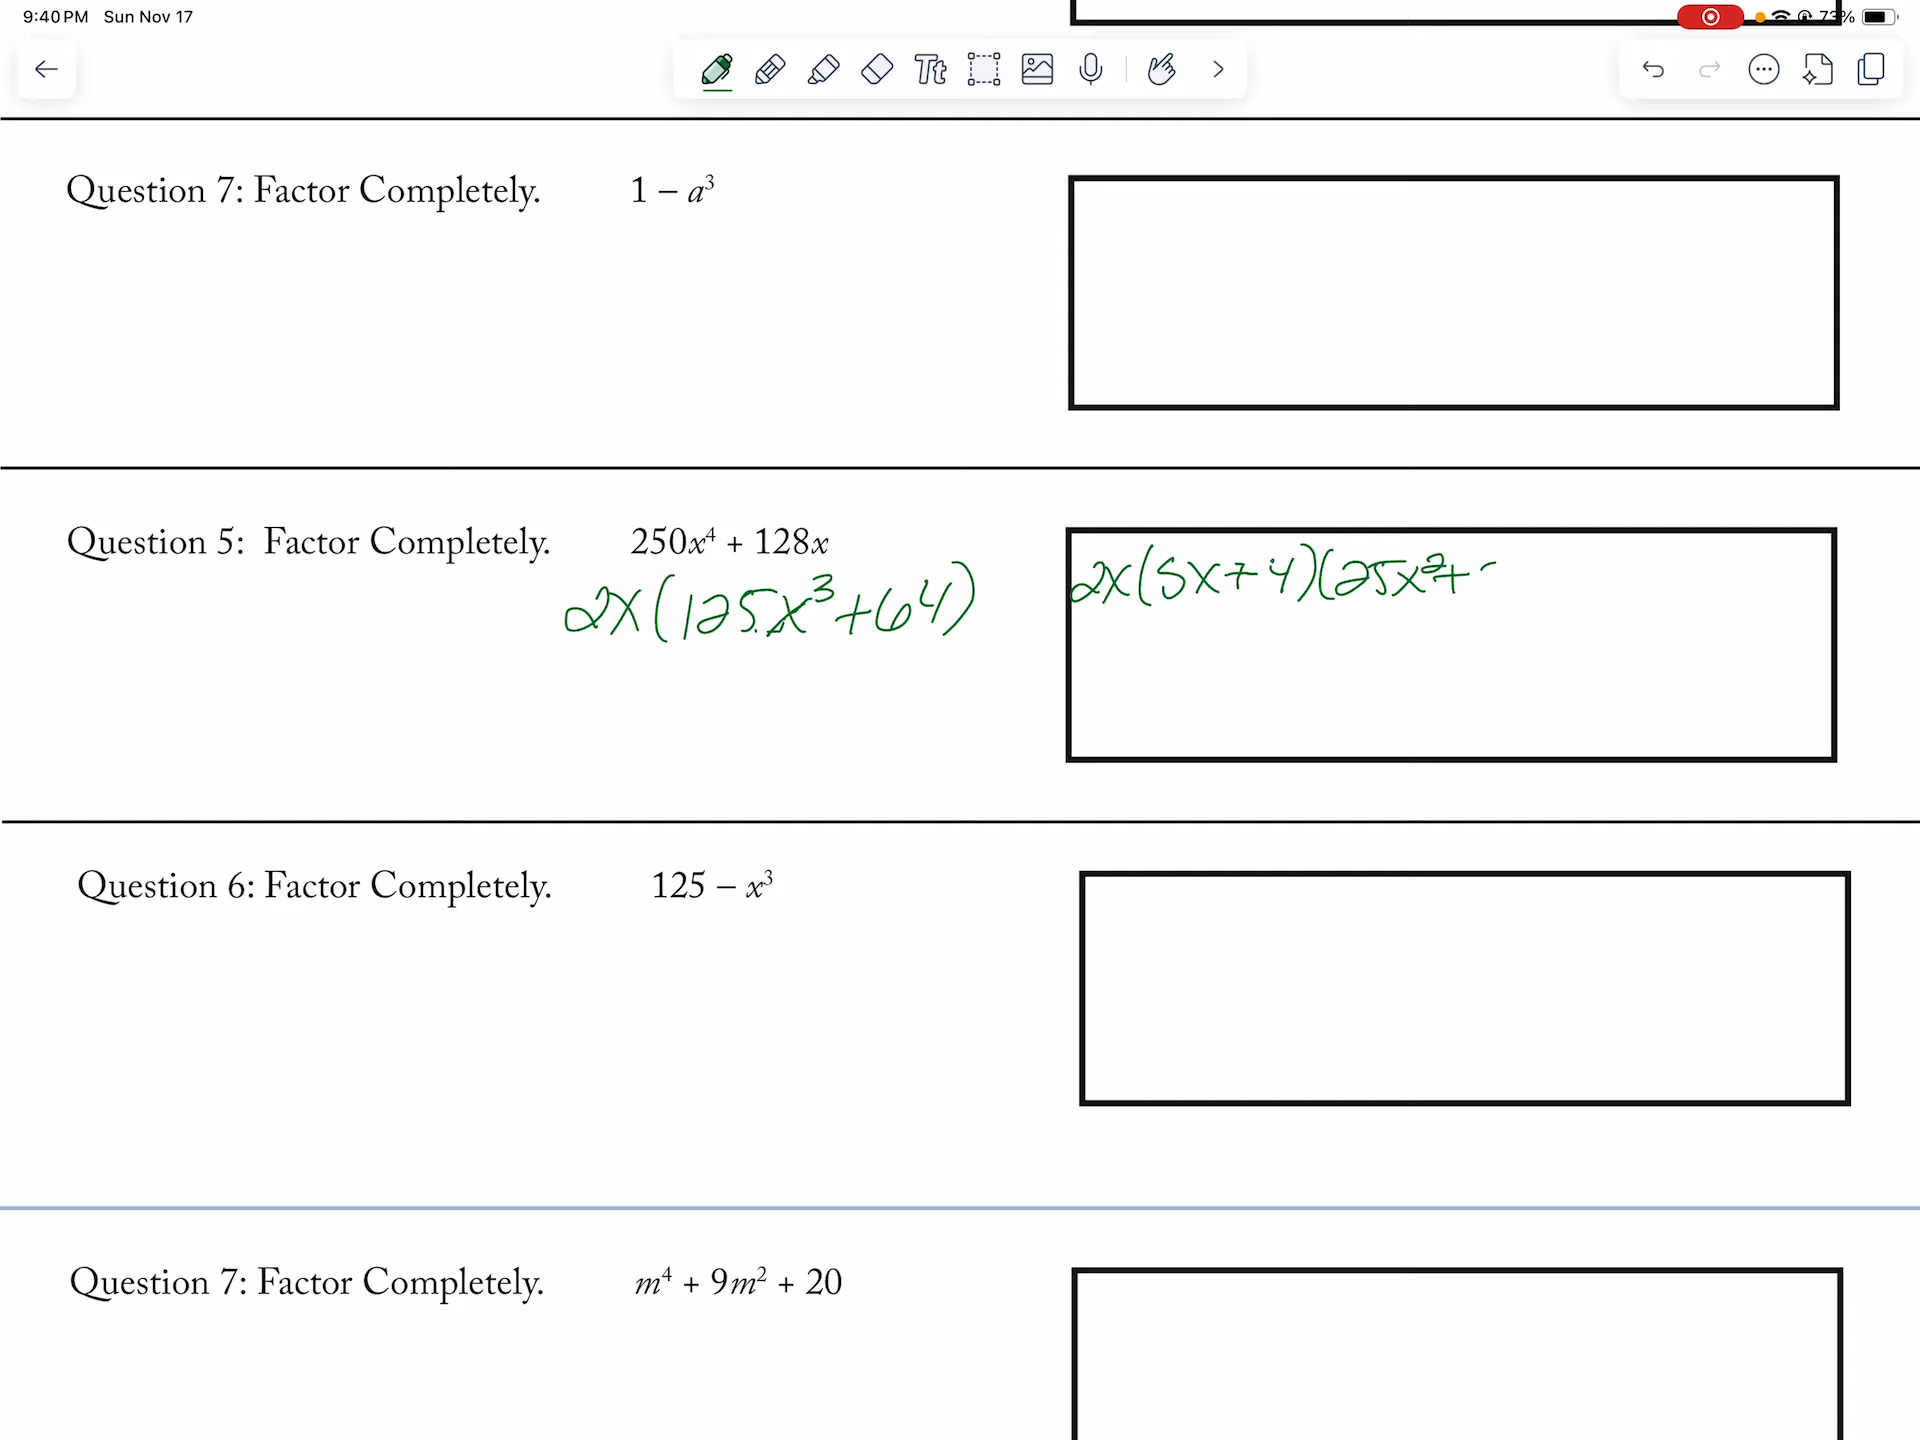 9:40 PM Sun Nov 17
73%
Tt
Question 7: Factor Completely. 1 − a³
Question 5: Factor Completely. 250x⁴ + 128x
2x(125x³+64)
2x(5x+4)(25x²+
Question 6: Factor Completely. 125 − x³
Question 7: Factor Completely. m⁴ + 9m² + 20